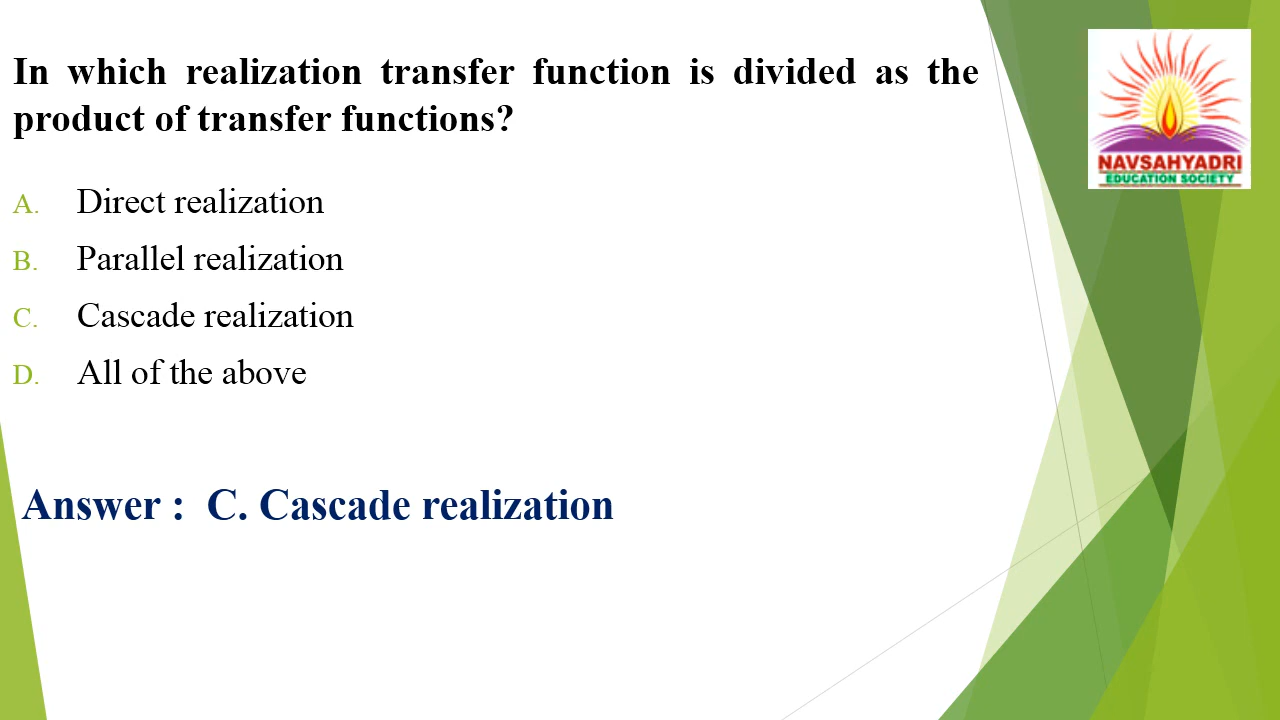 In which realization transfer function is divided as the
product of transfer functions?
NAVSAHYADRI
EDUCATION SOCIETY
A. Direct realization
B. Parallel realization
C. Cascade realization
D. All of the above
Answer : C. Cascade realization